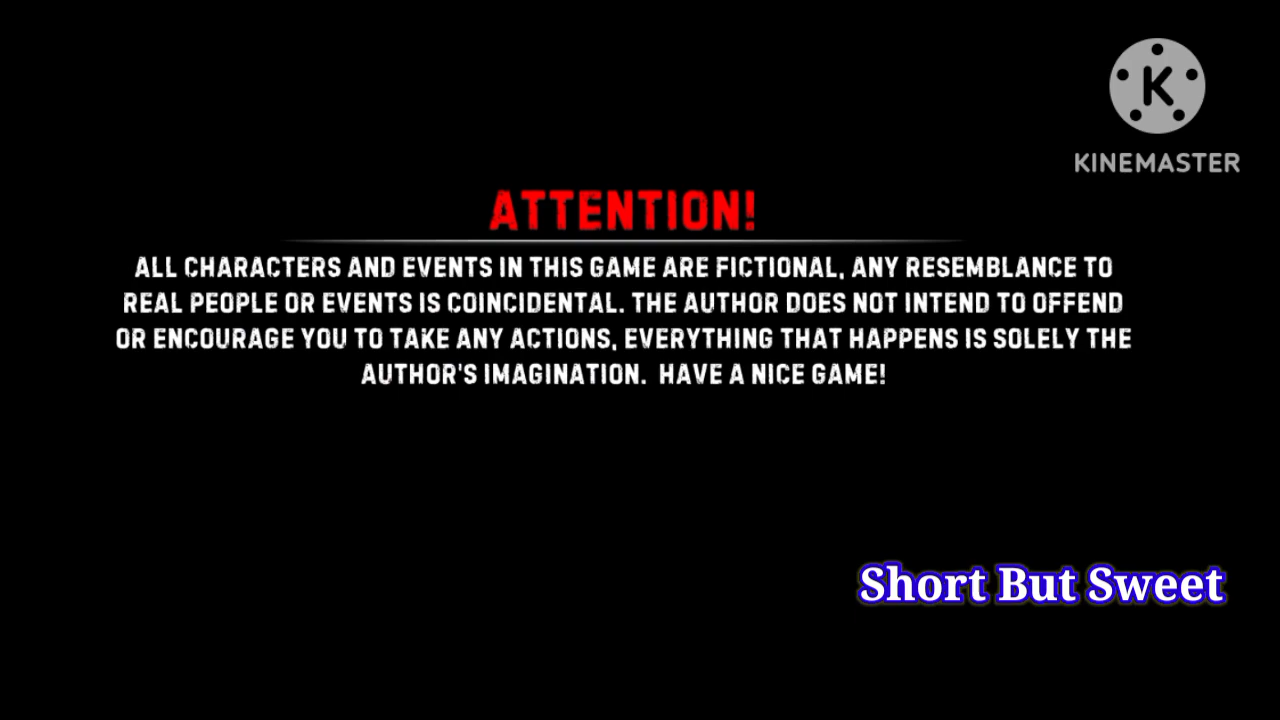 K
KINEMASTER
ATTENTION!
ALL CHARACTERS AND EVENTS IN THIS GAME ARE FICTIONAL, ANY RESEMBLANCE TO
REAL PEOPLE OR EVENTS IS COINCIDENTAL. THE AUTHOR DOES NOT INTEND TO OFFEND
OR ENCOURAGE YOU TO TAKE ANY ACTIONS, EVERYTHING THAT HAPPENS IS SOLELY THE
AUTHOR'S IMAGINATION. HAVE A NICE GAME!
Short But Sweet